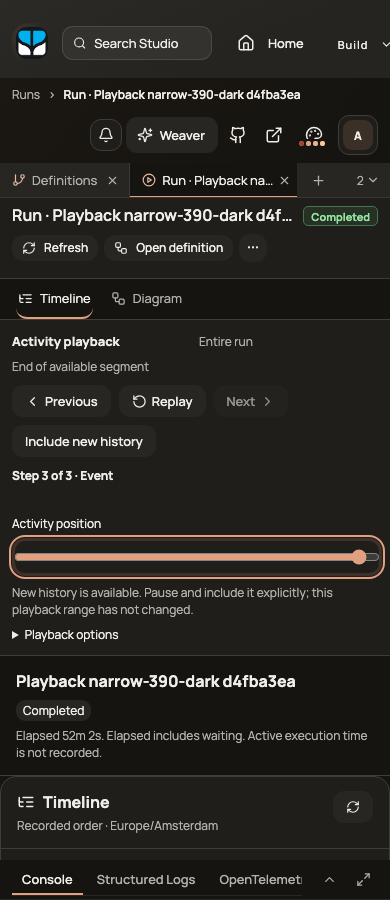 Search Studio
Home
Build
Runs > Run · Playback narrow-390-dark d4fba3ea
Weaver
A
Definitions
Run · Playback na...
2
Run · Playback narrow-390-dark d4f...
Completed
Refresh
Open definition
Timeline
Diagram
Activity playback
Entire run
End of available segment
Previous
Replay
Next
Include new history
Step 3 of 3 · Event
Activity position
New history is available. Pause and include it explicitly; this
playback range has not changed.
Playback options
Playback narrow-390-dark d4fba3ea
Completed
Elapsed 52m 2s. Elapsed includes waiting. Active execution time
is not recorded.
Timeline
Recorded order · Europe/Amsterdam
Console
Structured Logs
OpenTelemet